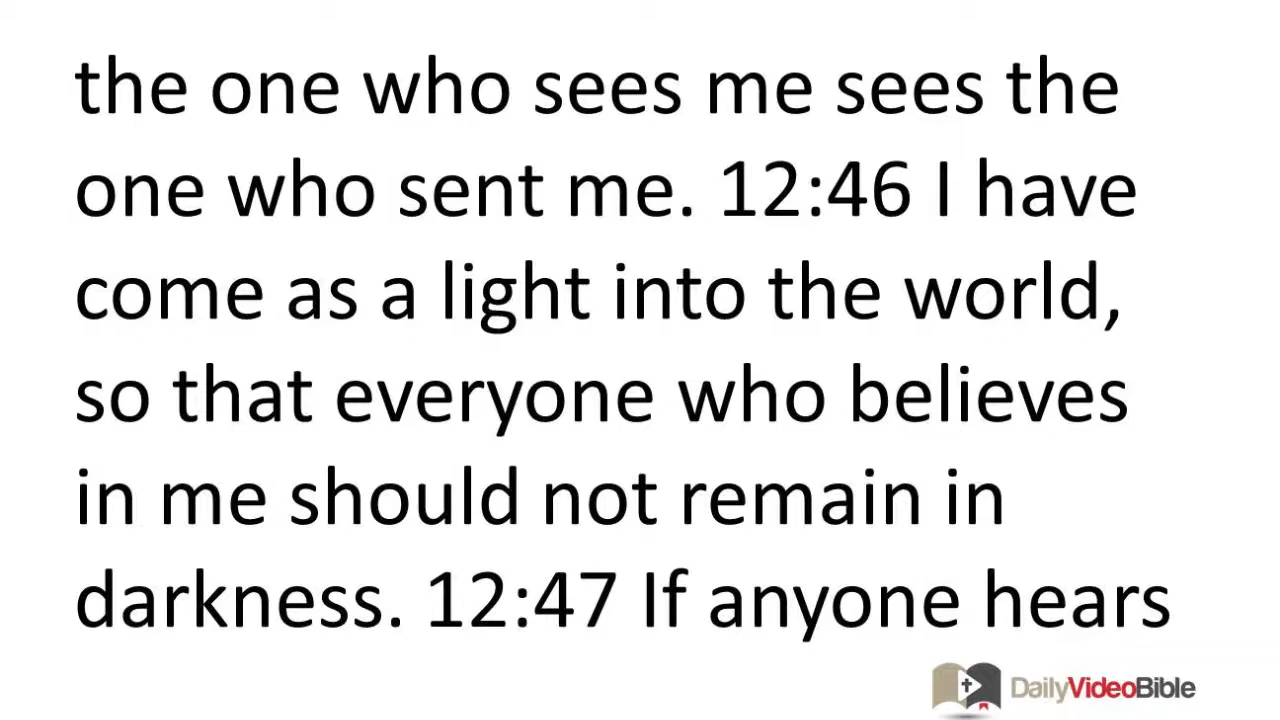 the one who sees me sees the
one who sent me. 12:46 I have
come as a light into the world,
so that everyone who believes
in me should not remain in
darkness. 12:47 If anyone hears
DailyVideoBible